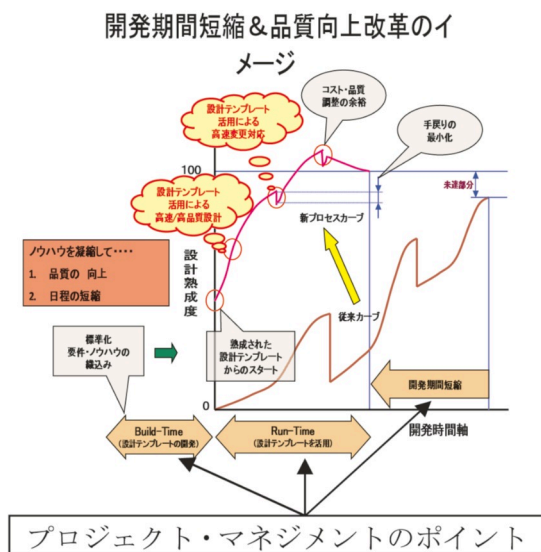 開発期間短縮＆品質向上改革のイ
メージ
設計テンプレート
活用による
高速変更対応
コスト・品質
調整の余裕
手戻りの
最小化
100
未達部分
設計テンプレート
活用による
高速/高品質設計
新プロセスカーブ
ノウハウを凝縮して････
1. 品質の 向上
2. 日程の短縮
設計熟成度
従来カーブ
標準化
要件・ノウハウの
織込み
熟成された
設計テンプレート
からのスタート
開発期間短縮
0
開発時間軸
Build-Time
(設計テンプレートの開発)
Run-Time
(設計テンプレートを活用)
プロジェクト・マネジメントのポイント